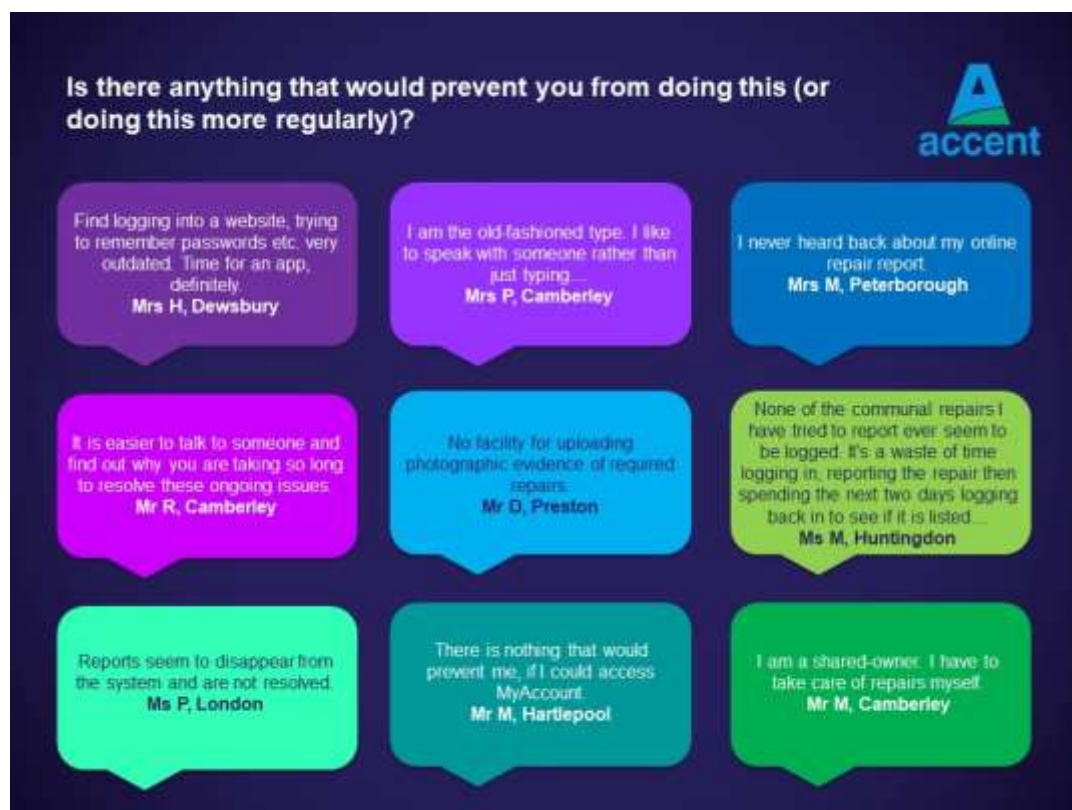 Is there anything that would prevent you from doing this (or
doing this more regularly)?
accent
Find logging into a website, trying
to remember passwords etc. very
outdated. Time for an app,
definitely.
Mrs H, Dewsbury
I am the old-fashioned type. I like
to speak with someone rather than
just typing....
Mrs P, Camberley
I never heard back about my online
repair report.
Mrs M, Peterborough
It is easier to talk to someone and
find out why you are taking so long
to resolve these ongoing issues.
Mr R, Camberley
No facility for uploading
photographic evidence of required
repairs.
Mr D, Preston
None of the communal repairs I
have tried to report ever seem to
be logged. It's a waste of time
logging in, reporting the repair then
spending the next two days logging
back in to see if it is listed....
Ms M, Huntingdon
Reports seem to disappear from
the system and are not resolved.
Ms P, London
There is nothing that would
prevent me, if I could access
MyAccount.
Mr M, Hartlepool
I am a shared-owner. I have to
take care of repairs myself.
Mr M, Camberley